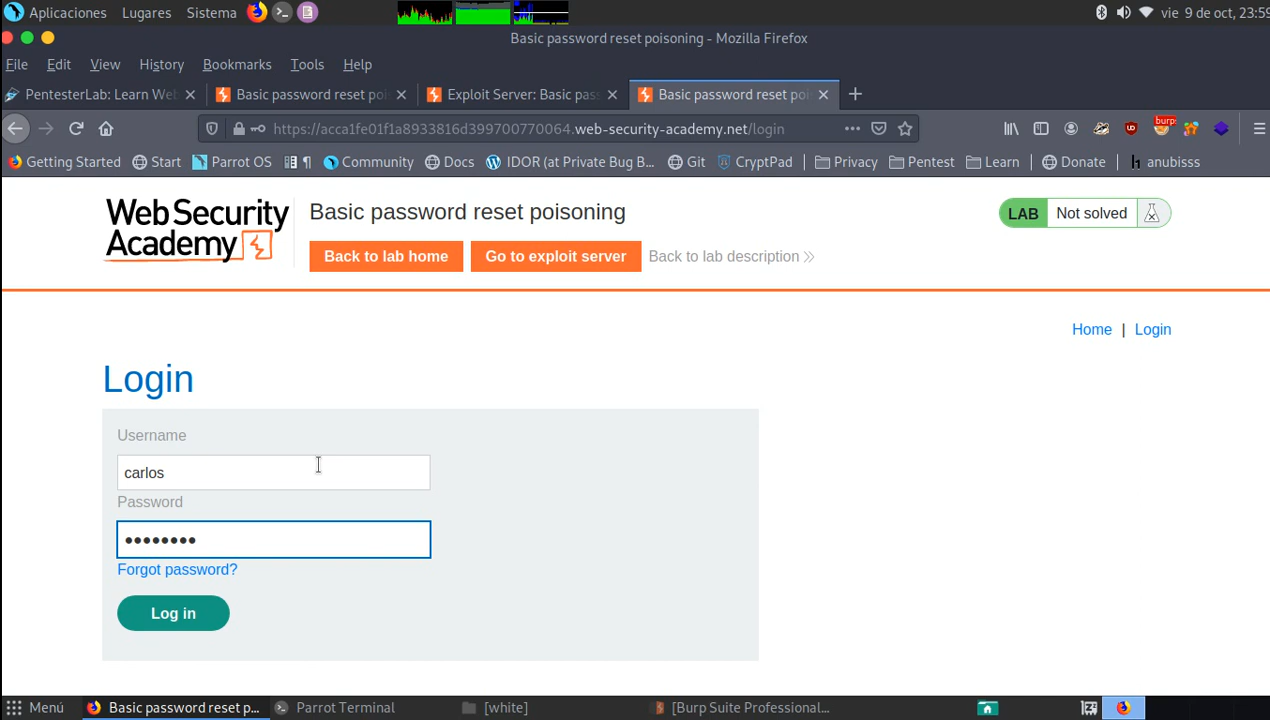 Aplicaciones Lugares Sistema vie 9 de oct, 23:59
Basic password reset poisoning - Mozilla Firefox
File Edit View History Bookmarks Tools Help
PentesterLab: Learn Web Basic password reset poi Exploit Server: Basic pass Basic password reset poi
https://acca1fe01f1a8933816d399700770064.web-security-academy.net/login
burp
Getting Started Start Parrot OS ¶ Community Docs IDOR (at Private Bug B... Git CryptPad Privacy Pentest Learn Donate anubisss
WebSecurity Academy
Basic password reset poisoning
LAB Not solved
Back to lab home Go to exploit server Back to lab description
Home | Login
Login
Username
carlos
Password
Forgot password?
Log in
Menú Basic password reset p... Parrot Terminal [white] [Burp Suite Professional...